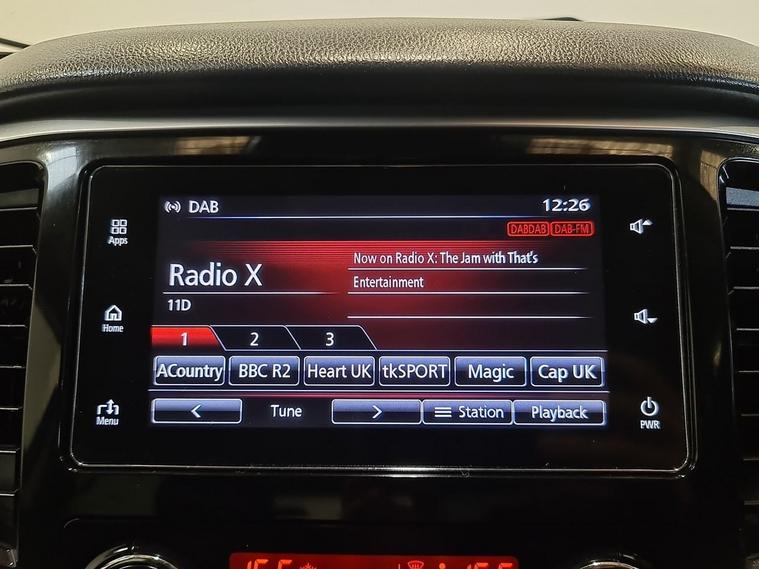 DAB 12:26
DABDAB DAB-FM
Apps
Radio X
Now on Radio X: The Jam with That's
Entertainment
11D
Home
1 2 3
ACountry BBC R2 Heart UK tkSPORT Magic Cap UK
Menu
< Tune > Station Playback
PWR